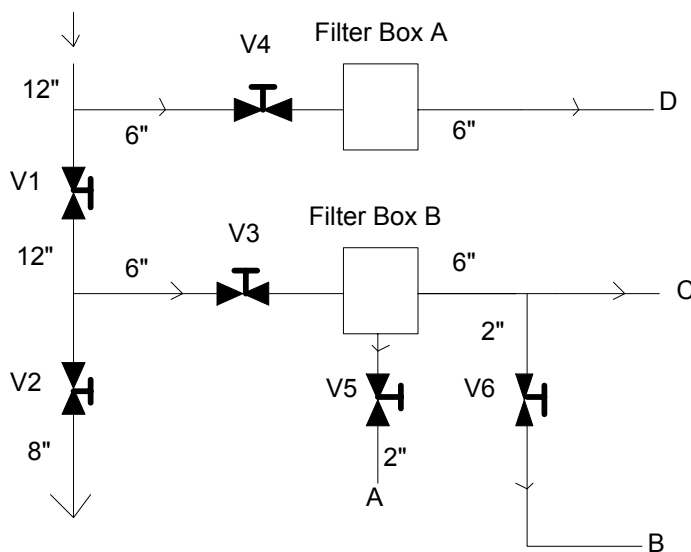 Filter Box A
V4
12"
D
6"
6"
V1
Filter Box B
V3
12"
6"
6"
C
2"
V2
V5
V6
8"
2"
A
B